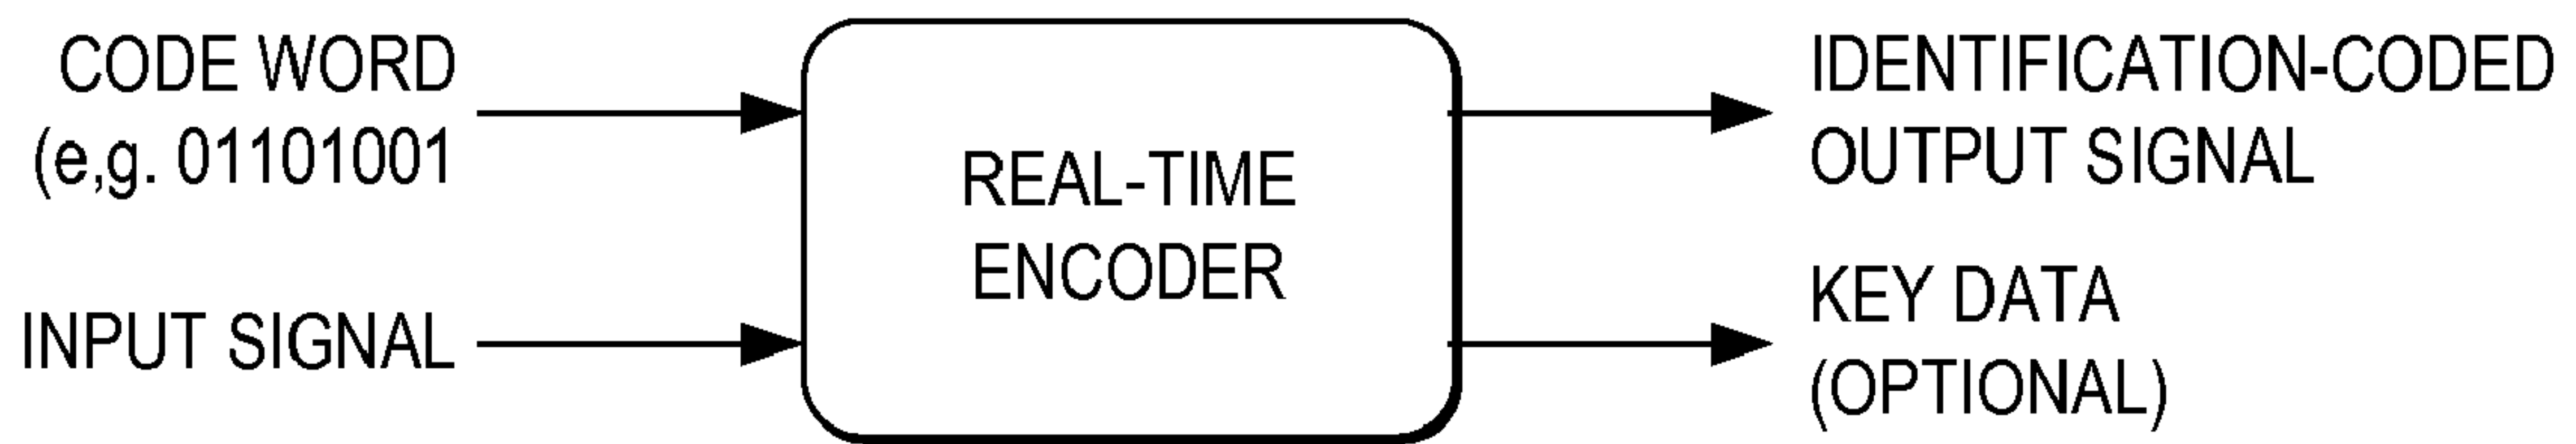 CODE WORD
(e,g. 01101001
INPUT SIGNAL
REAL-TIME
ENCODER
IDENTIFICATION-CODED
OUTPUT SIGNAL
KEY DATA
(OPTIONAL)